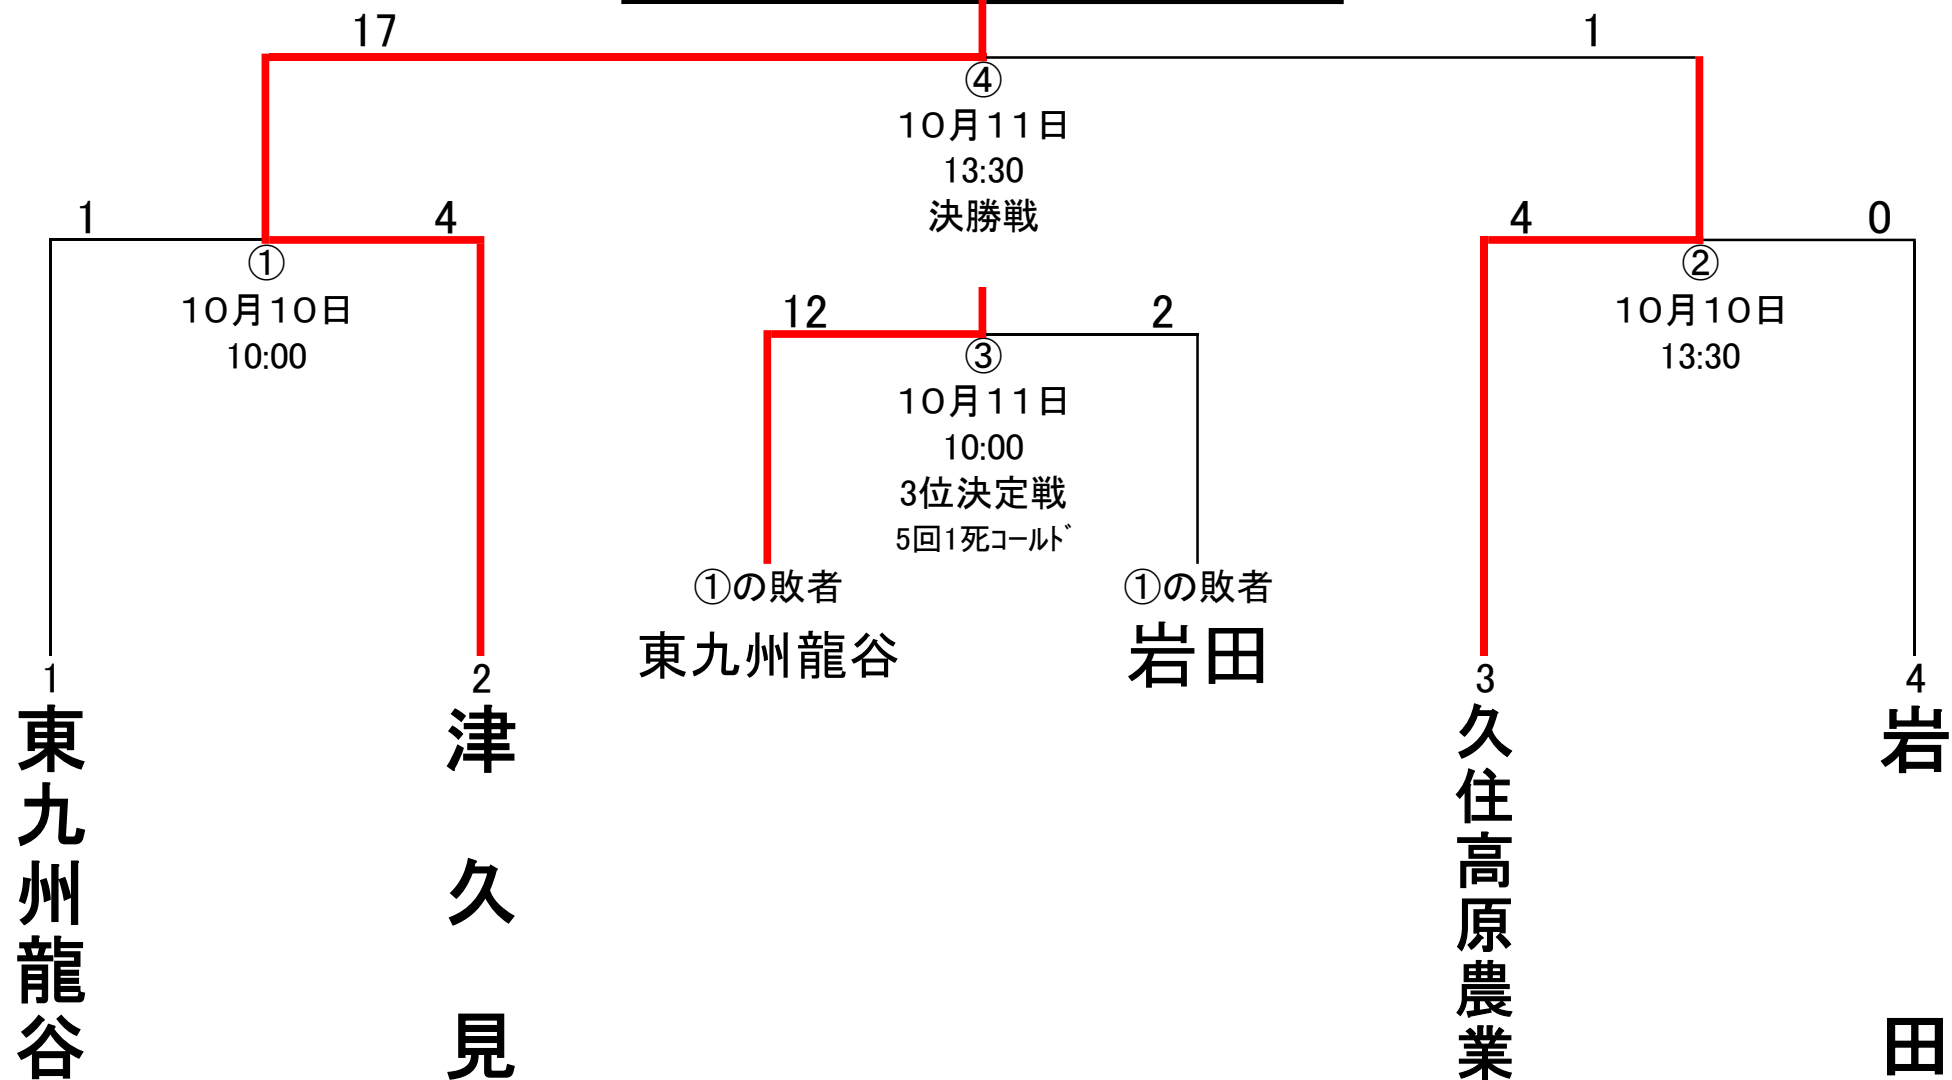 17
1
④
10月11日
13:30
決勝戦
1
4
①
10月10日
10:00
4
0
②
10月10日
13:30
12
2
③
10月11日
10:00
3位決定戦
5回1死ｺｰﾙﾄﾞ
①の敗者
東九州龍谷
①の敗者
岩田
1
東九州龍谷
2
津久見
3
久住高原農業
4
岩田